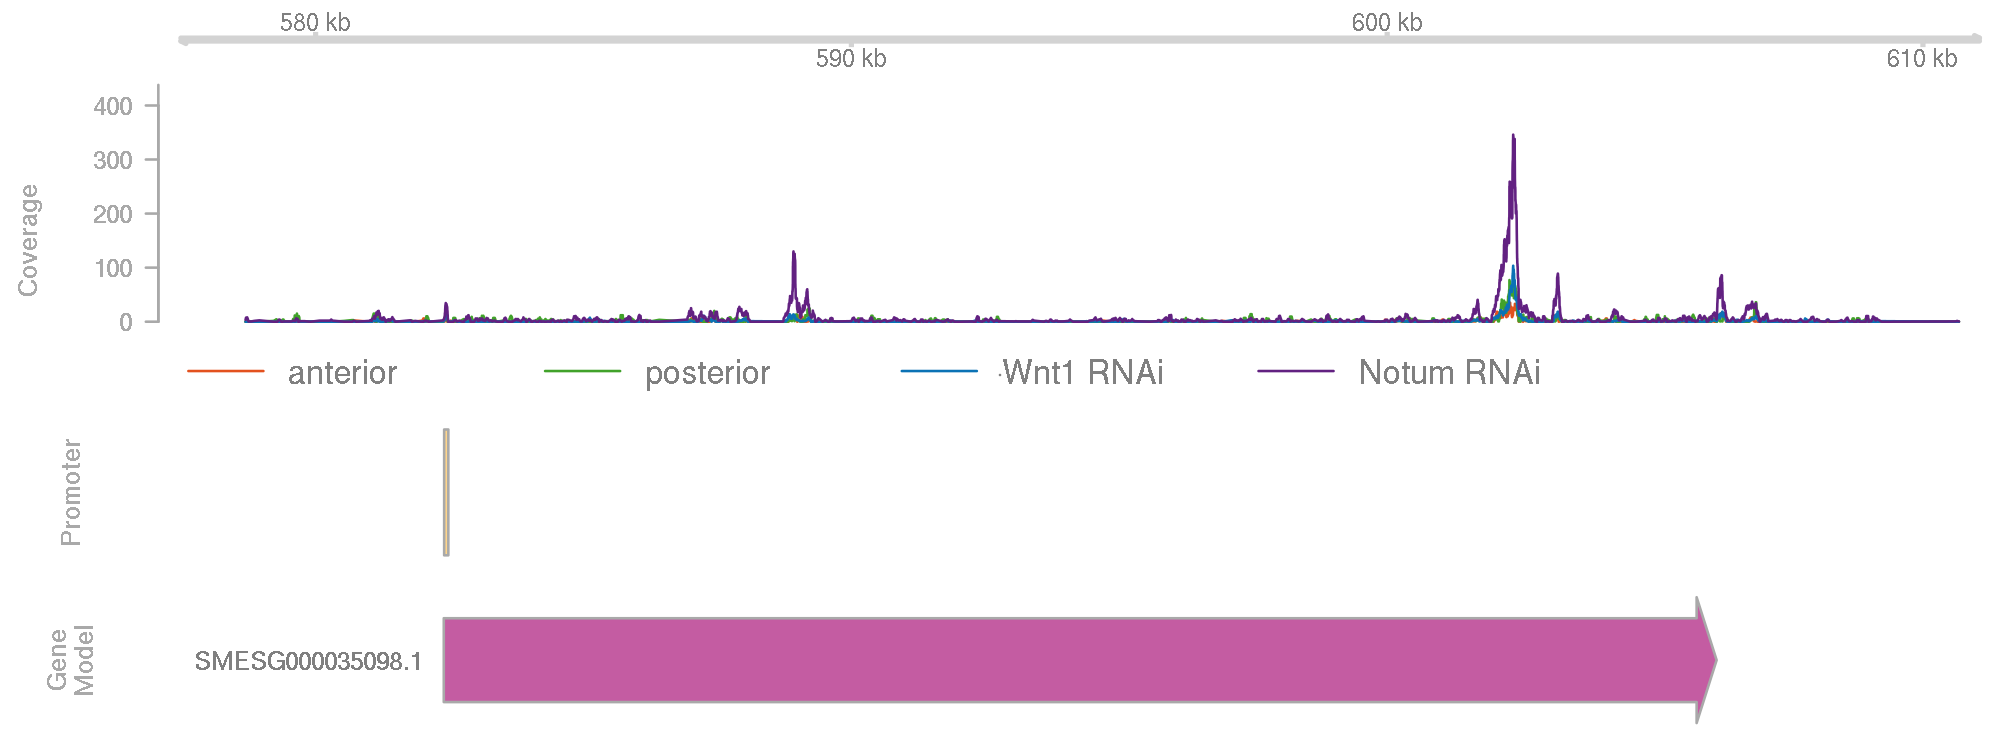 580 kb
600 kb
590 kb
610 kb
Coverage
400
300
200
100
0
anterior
posterior
Wnt1 RNAi
Notum RNAi
Promoter
Gene
Model
SMESG000035098.1